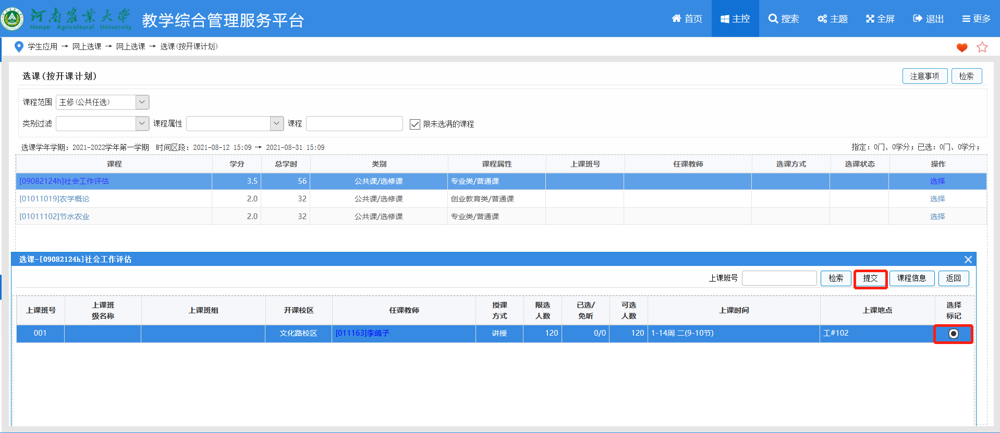 河南农业大学 教学综合管理服务平台 首页 主控 搜索 主题 全屏 退出 更多
Henan Agricultural University
学生应用 → 网上选课 → 网上选课 → 选课(按开课计划)
选课(按开课计划) 注意事项 检索
课程范围 主修(公共任选)
类别过滤 课程属性 课程 限未选满的课程
选课学年学期：2021-2022学年第一学期 时间区段：2021-08-12 15:09 → 2021-08-31 15:09 指定：0门、0学分；已选：0门、0学分；
课程 学分 总学时 类别 课程属性 上课班号 任课教师 选课方式 选课状态 操作
[09082124h]社会工作评估 3.5 56 公共课/选修课 专业类/普通课 选择
[01011019]农学概论 2.0 32 公共课/选修课 创业教育类/普通课 选择
[01011102]节水农业 2.0 32 公共课/选修课 专业类/普通课 选择
选课-[09082124h]社会工作评估
上课班号 检索 提交 课程信息 返回
上课班号 上课班级名称 上课班组 开课校区 任课教师 授课方式 限选人数 已选/免听 可选人数 上课时间 上课地点 选择标记
001 文化路校区 [011163]李鸽子 讲授 120 0/0 120 1-14周 二(9-10节) 工#102